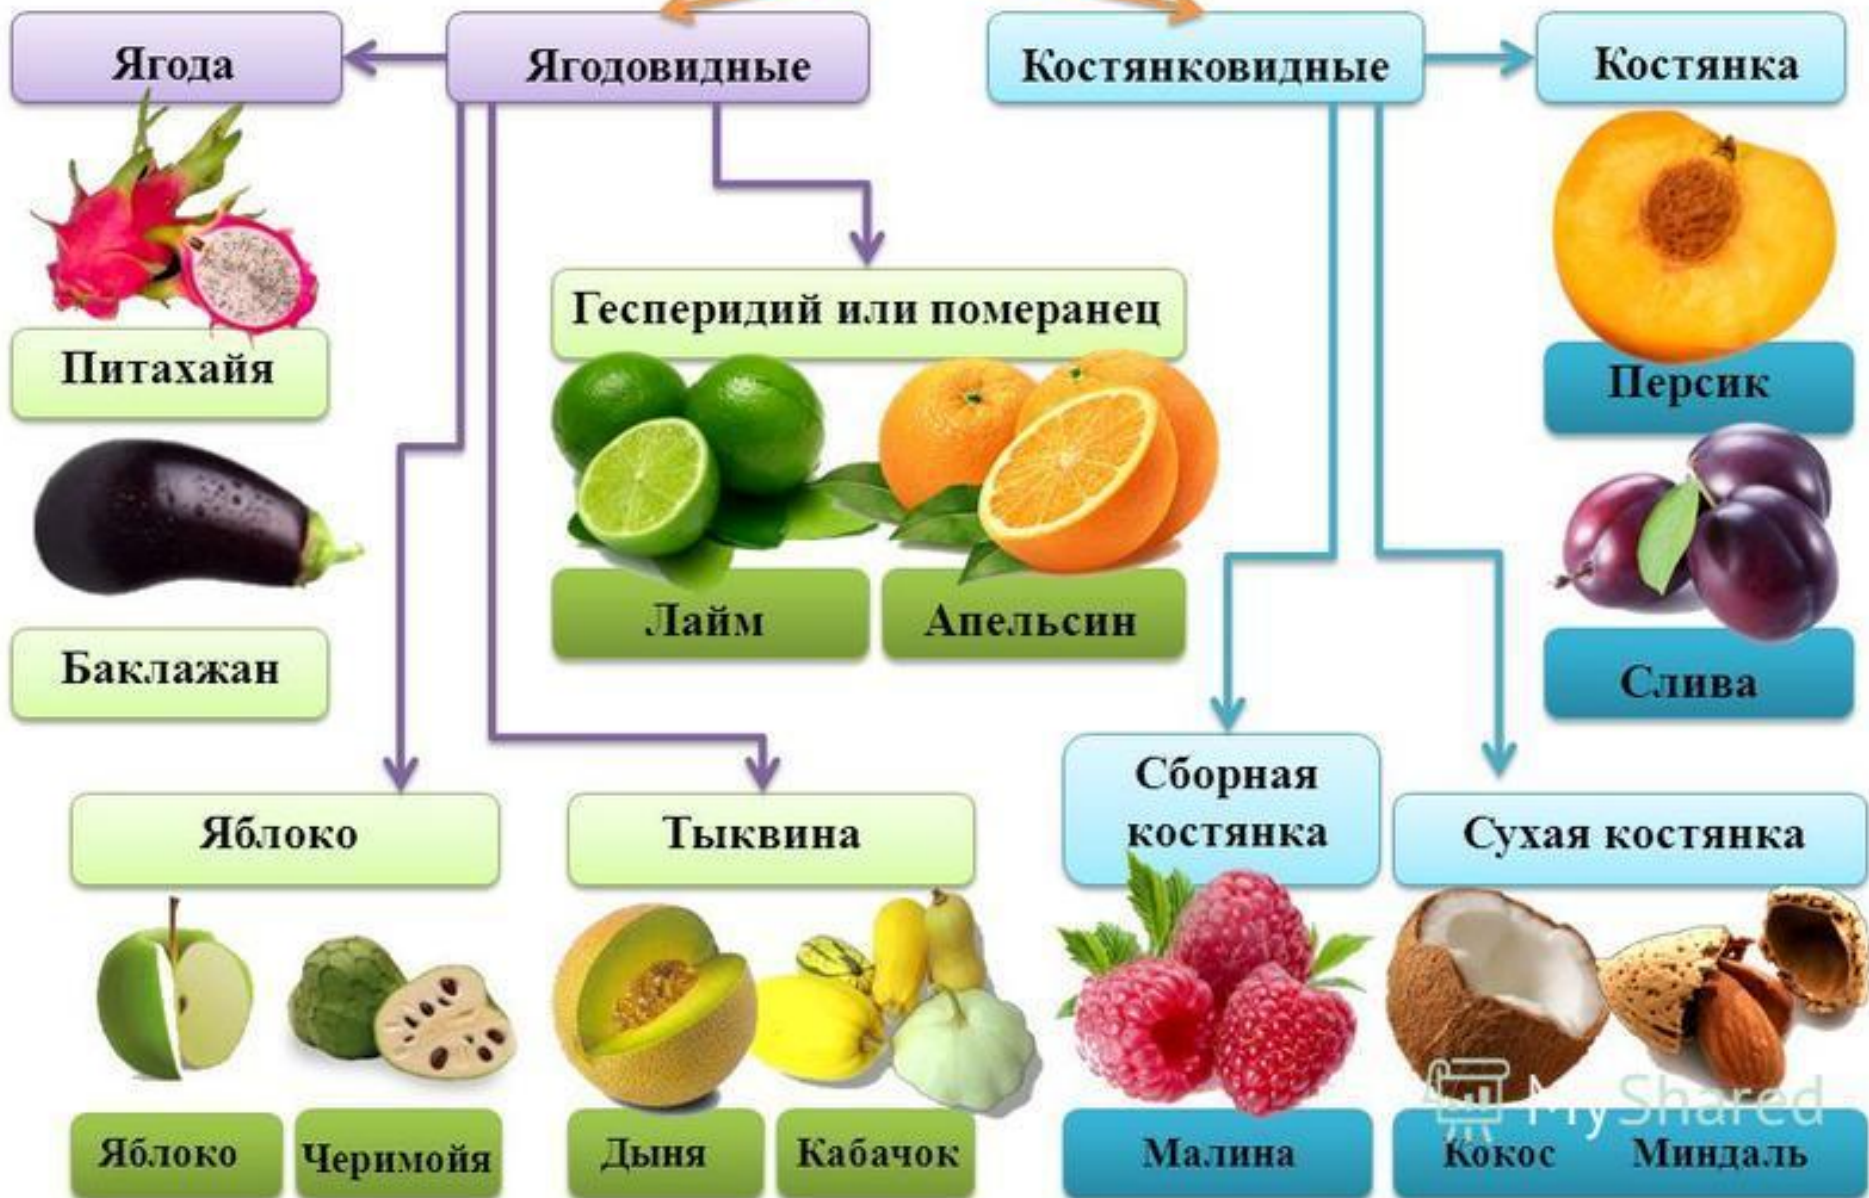 Ягода
Ягодовидные
Костянковидные
Костянка
Питахайя
Баклажан
Гесперидий или померанец
Лайм
Апельсин
Персик
Слива
Яблоко
Тыквина
Сборная
костянка
Сухая костянка
Яблоко
Черимойя
Дыня
Кабачок
Малина
Кокос
Миндаль
MyShared